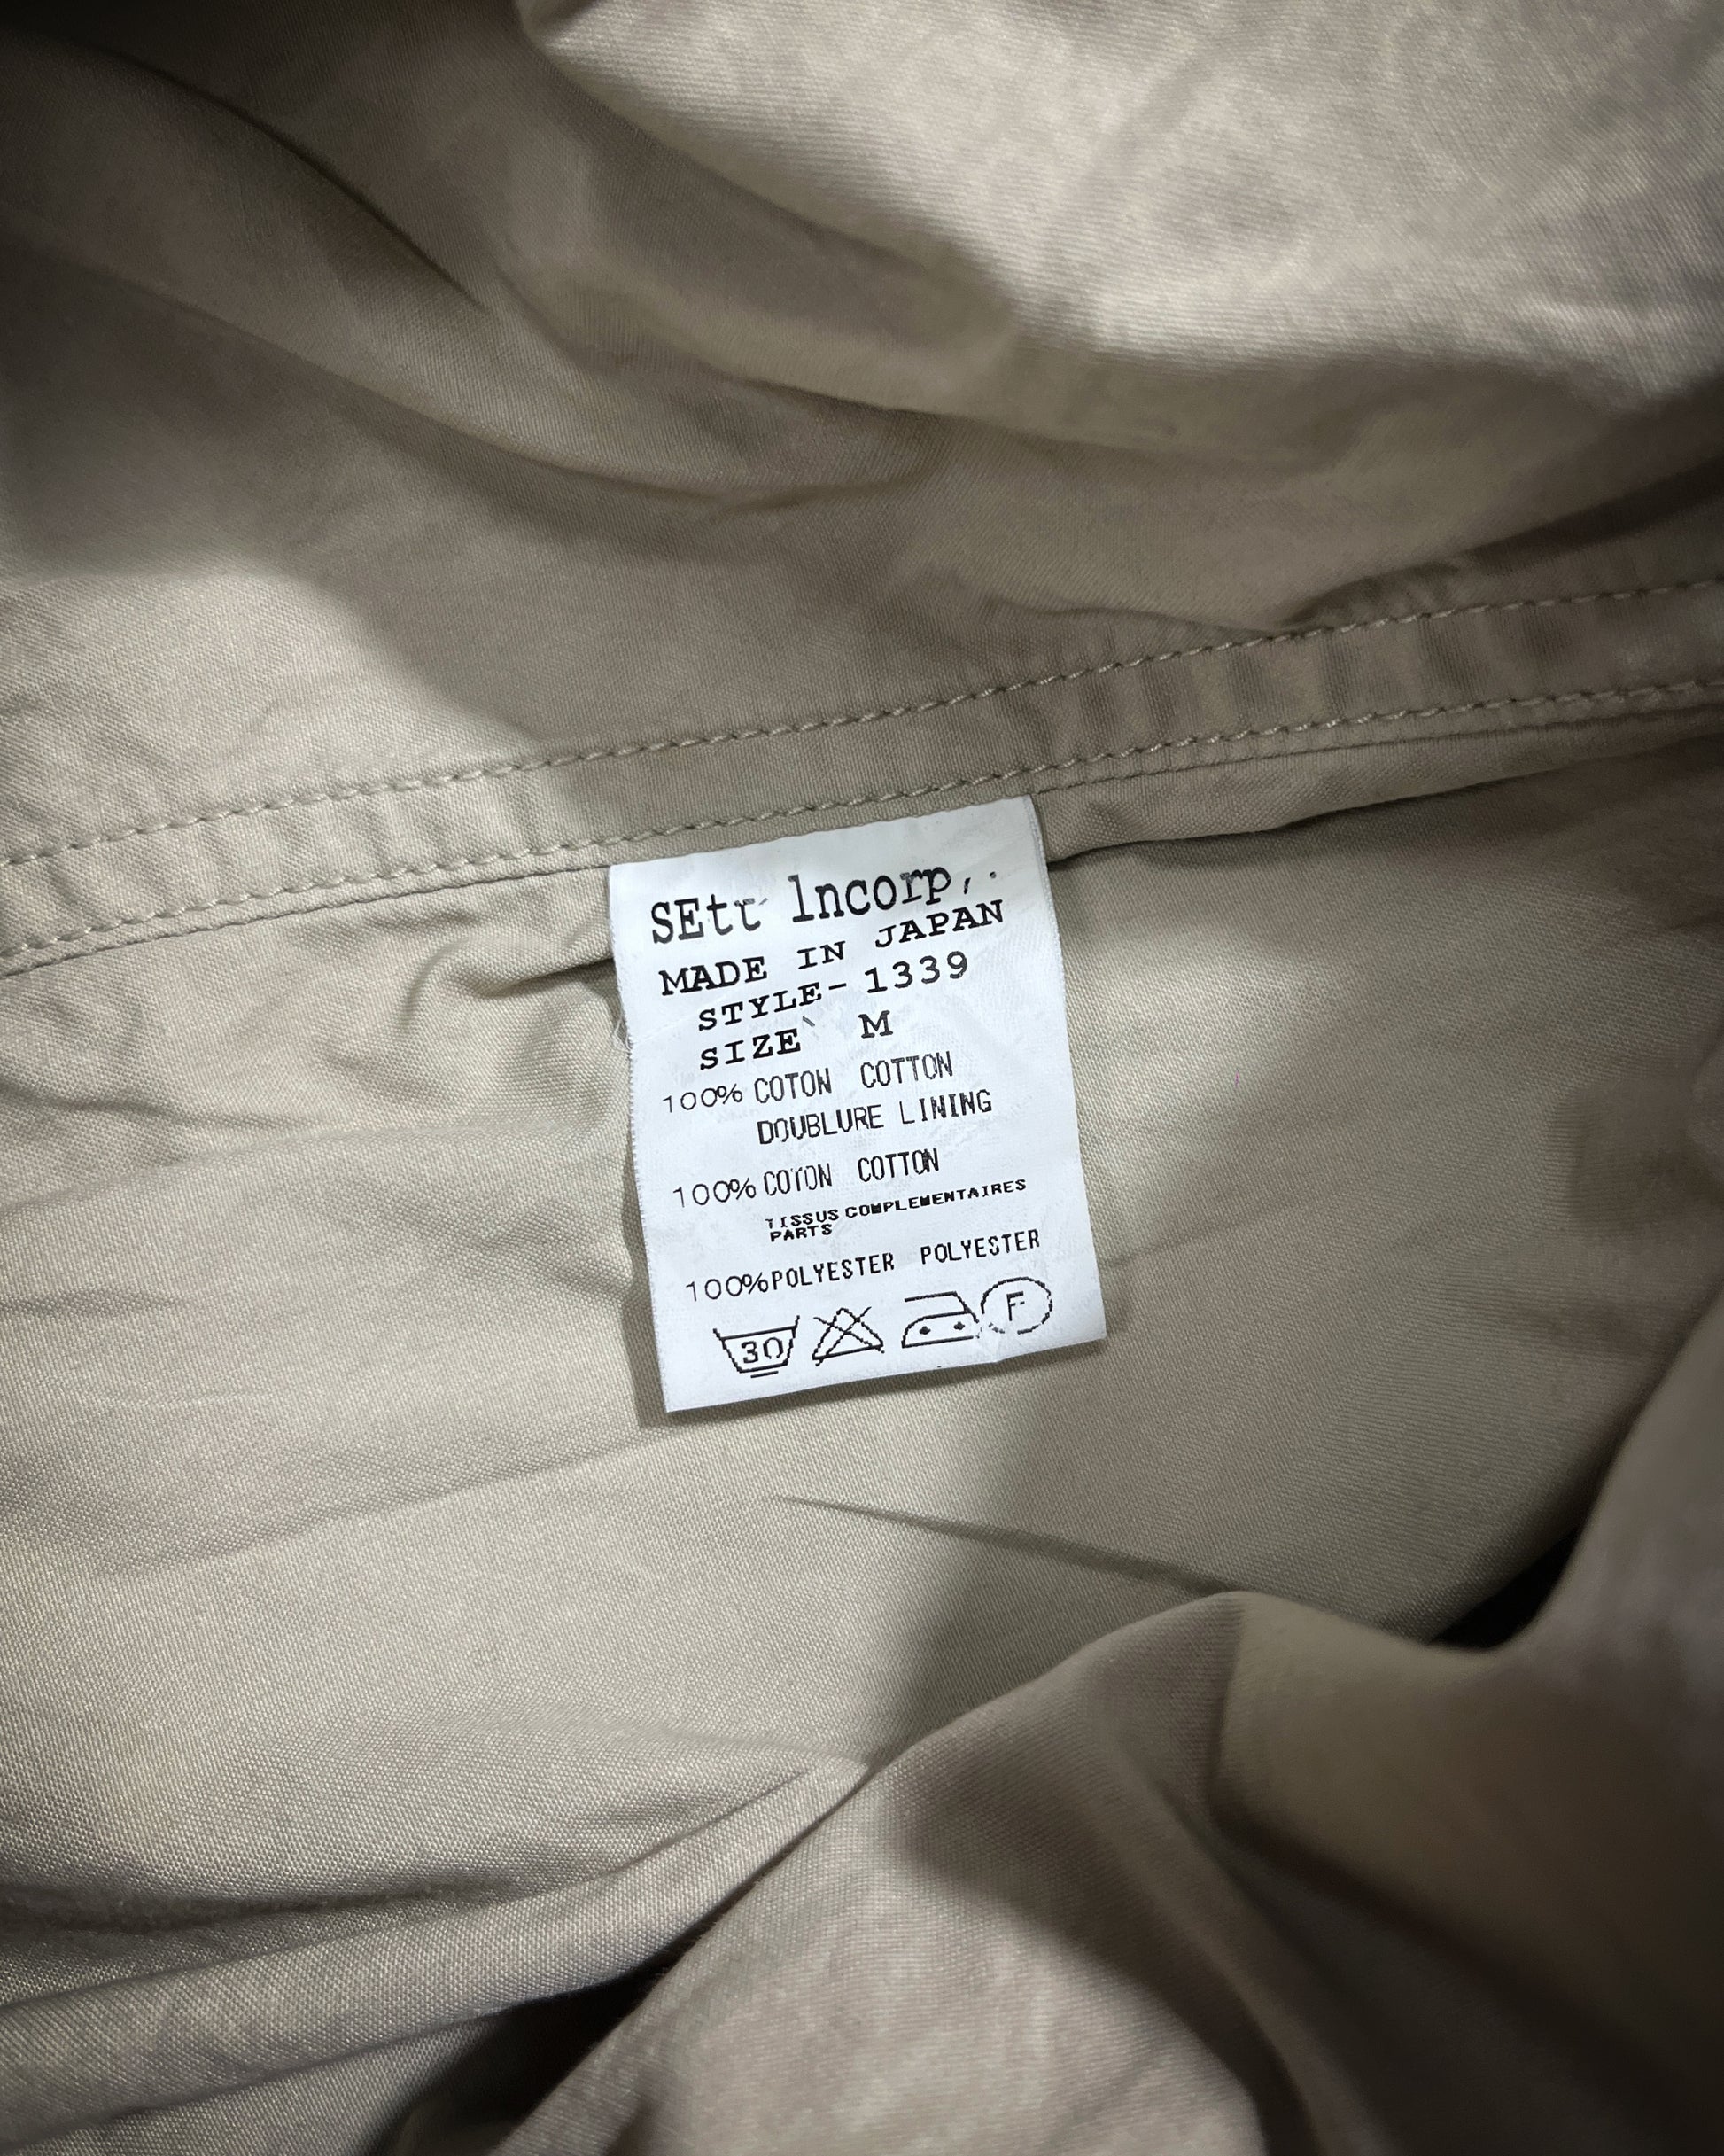 SEtt Incorp,.
MADE IN JAPAN
STYLE- 1339
SIZE M
100% COTON COTTON
DOUBLURE LINING
100% COTON COTTON
TISSUS COMPLEMENTAIRES
PARTS
100%POLYESTER POLYESTER
30 F